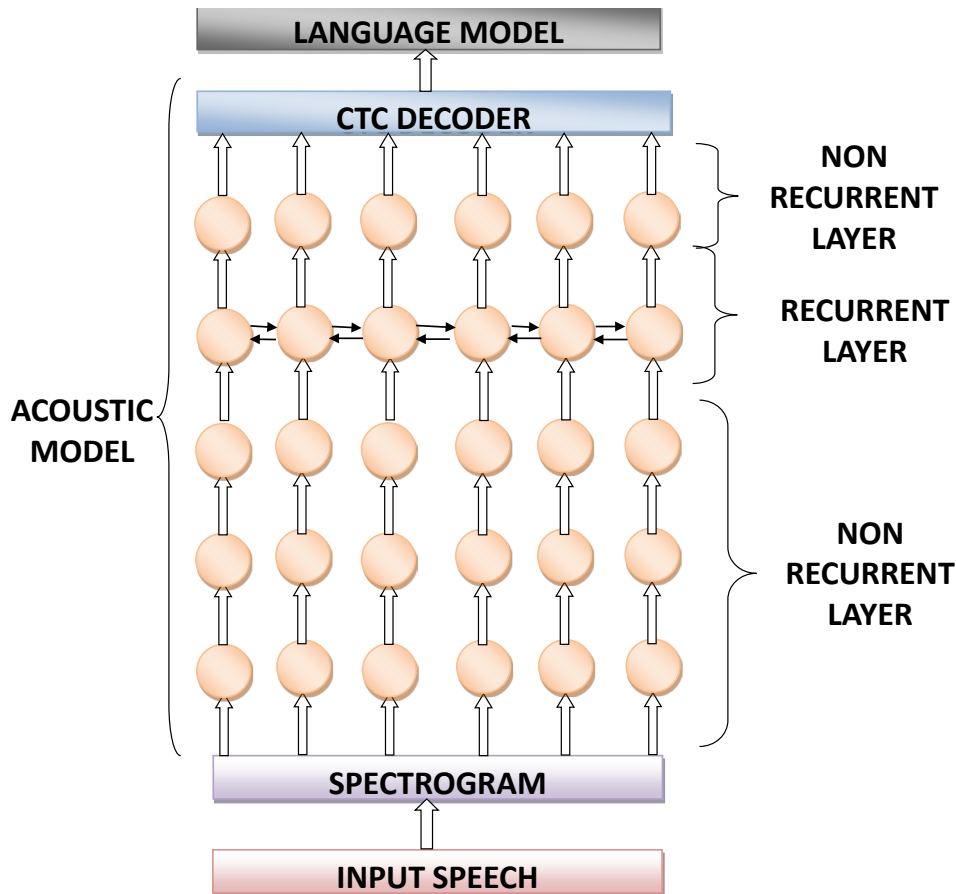 LANGUAGE MODEL
CTC DECODER
NON
RECURRENT
LAYER
RECURRENT
LAYER
ACOUSTIC
MODEL
NON
RECURRENT
LAYER
SPECTROGRAM
INPUT SPEECH